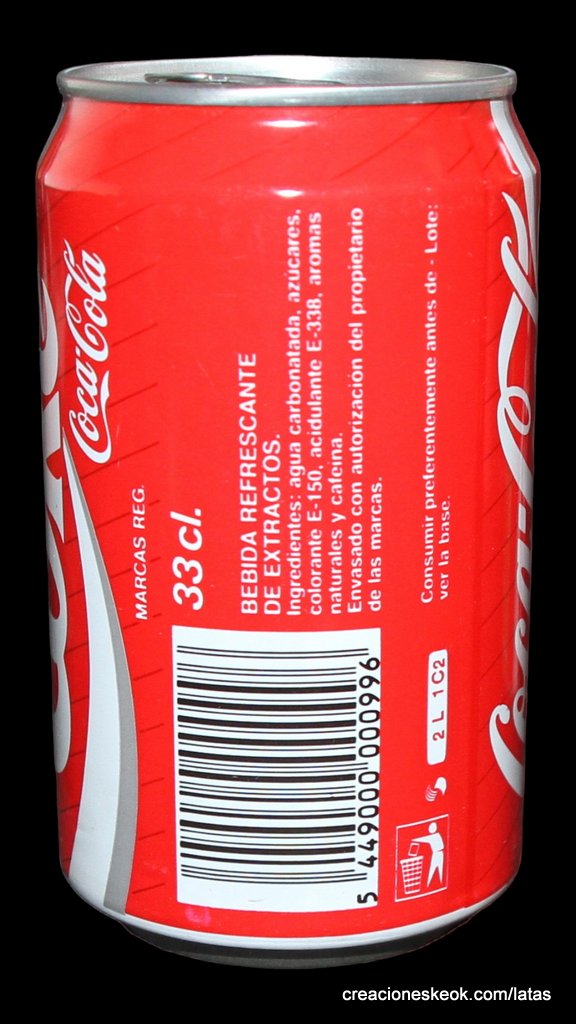 Coke
Coca-Cola
MARCAS REG.
33 cl.
BEBIDA REFRESCANTE
DE EXTRACTOS.
Ingredientes: agua carbonatada, azúcares,
colorante E-150, acidulante E-338, aromas
naturales y cafeína.
Envasado con autorización del propietario
de las marcas.
Consumir preferentemente antes de - Lote:
ver la base.
5 449000 000996
2 L 1C2
Coca-Cola
creacioneskeok.com/latas